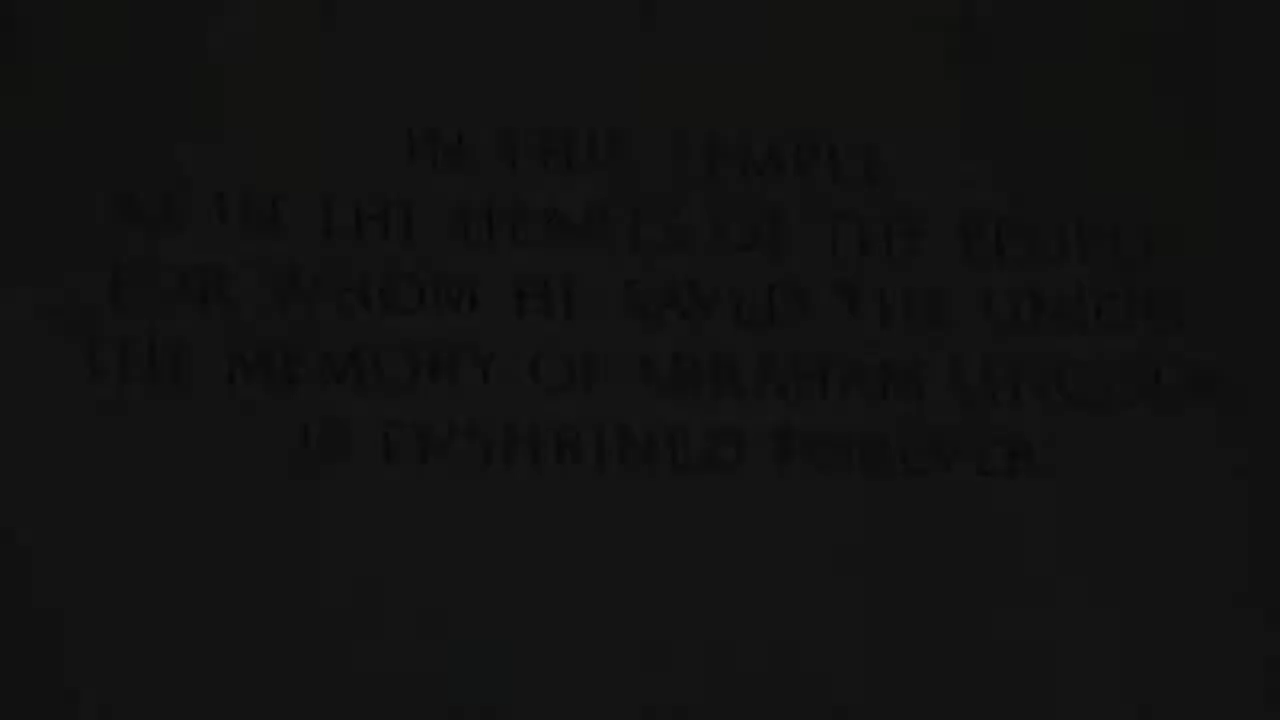 IN THIS TEMPLE
AS IN THE HEARTS OF THE PEOPLE
FOR WHOM HE SAVED THE UNION
THE MEMORY OF ABRAHAM LINCOLN
IS ENSHRINED FOREVER